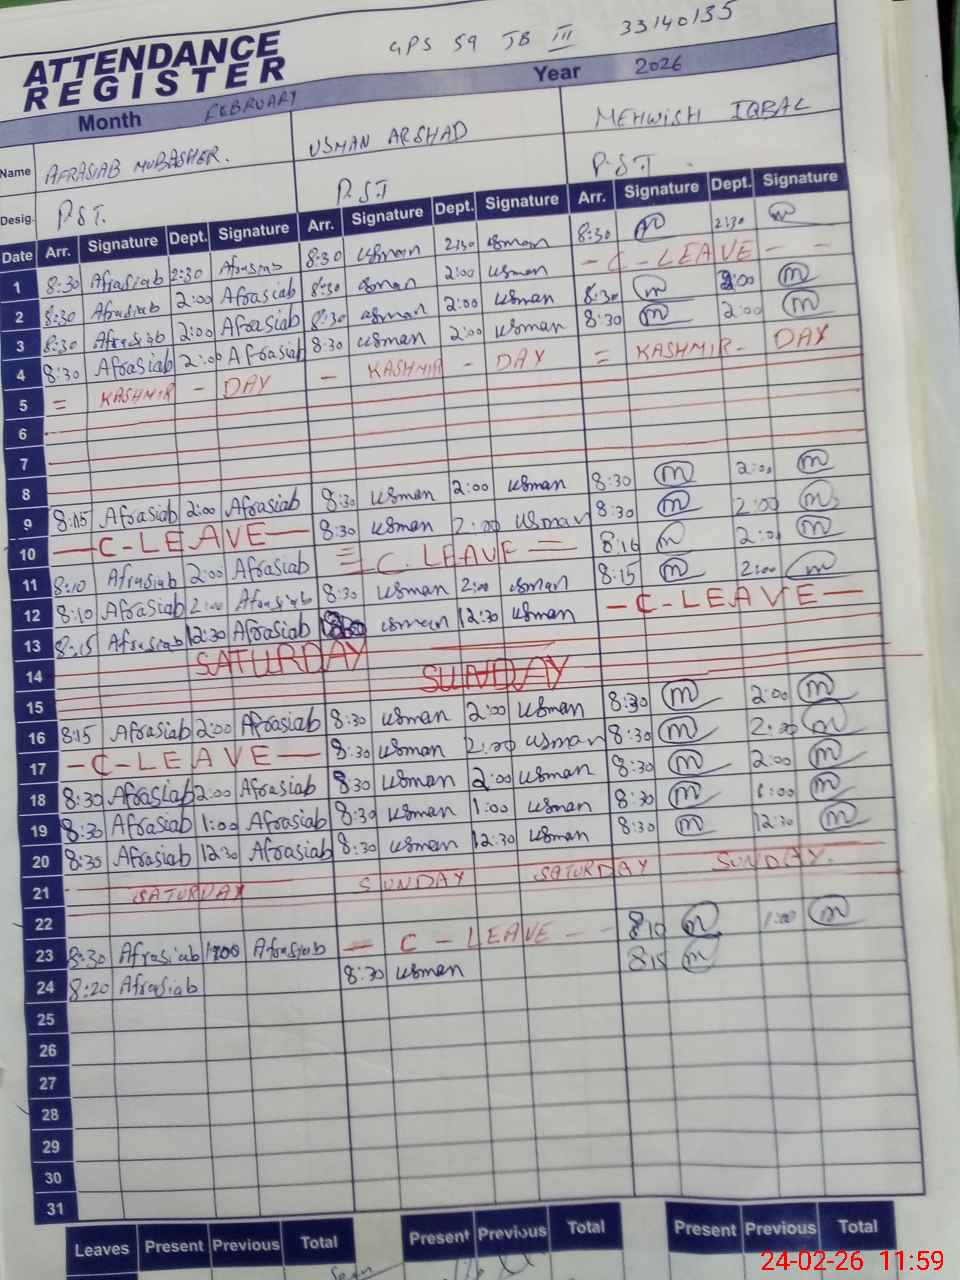 GPS 59 JB III 33140135
ATTENDANCE
REGISTER
Month FEBRUARY Year 2026
Name AFRASIAB MUBASHER. USMAN ARSHAD MEHWISH IQBAL
Desig. P.S.T. P.S.T P.S.T.
Date Arr. Signature Dept. Signature Arr. Signature Dept. Signature Arr. Signature Dept. Signature
1 8:30 Afrasiab 2:30 Afrasiab 8:30 usman 2:30 usman 8:30 m 2:30 m
2 8:30 Afrasiab 2:00 Afrasiab 8:30 usman 2:00 usman - C - LEAVE - -
3 8:30 Afrasiab 2:00 Afrasiab 8:30 usman 2:00 usman 8:30 m 2:00 m
4 8:30 Afrasiab 2:00 Afrasiab 8:30 usman 2:00 usman 8:30 m 2:00 m
5 = KASHMIR - DAY - KASHMIR - DAY = KASHMIR - DAY
6
7
8
9 8:15 Afrasiab 2:00 Afrasiab 8:30 usman 2:00 usman 8:30 m 2:00 m
10 - C - LEAVE - 8:30 usman 2:00 usman 8:30 m 2:00 m
11 8:10 Afrasiab 2:00 Afrasiab = C. LEAVE = m 2:00 m
12 8:10 Afrasiab 2:00 Afrasiab 8:30 usman 2:00 usman 8:15 m 2:00 m
13 8:15 Afrasiab 12:30 Afrasiab usman 12:30 usman - C - LEAVE -
14 SATURDAY
15 SUNDAY
16 8:15 Afrasiab 2:00 Afrasiab 8:30 usman 2:00 usman 8:30 m 2:00 m
17 - C - LEAVE - 8:30 usman 2:00 usman 8:30 m 2:00 m
18 8:30 Afrasiab 2:00 Afrasiab 8:30 usman 2:00 usman 8:30 m 2:00 m
19 8:30 Afrasiab 1:00 Afrasiab 8:30 usman 1:00 usman 8:30 m 1:00 m
20 8:30 Afrasiab 12:30 Afrasiab 8:30 usman 12:30 usman 8:30 m 12:30 m
21 SATURDAY SUNDAY SATURDAY SUNDAY.
22
23 8:30 Afrasiab 1:00 Afrasiab - C - LEAVE - - 8:10 m 1:00 m
24 8:20 Afrasiab 8:30 usman 8:15 m
25
26
27
28
29
30
31
Leaves Present Previous Total Present Previous Total Present Previous Total
24-02-26 11:59